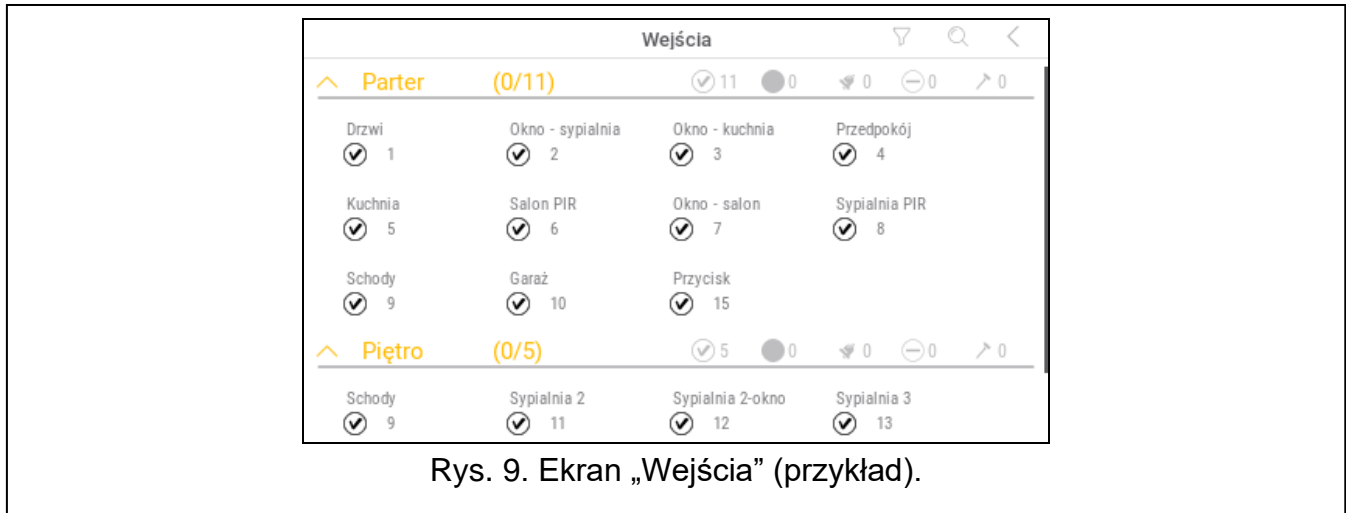 Wejścia
Parter (0/11) 11 0 0 0 0
Drzwi Okno - sypialnia Okno - kuchnia Przedpokój
1 2 3 4
Kuchnia Salon PIR Okno - salon Sypialnia PIR
5 6 7 8
Schody Garaż Przycisk
9 10 15
Piętro (0/5) 5 0 0 0 0
Schody Sypialnia 2 Sypialnia 2-okno Sypialnia 3
9 11 12 13
Rys. 9. Ekran „Wejścia” (przykład).